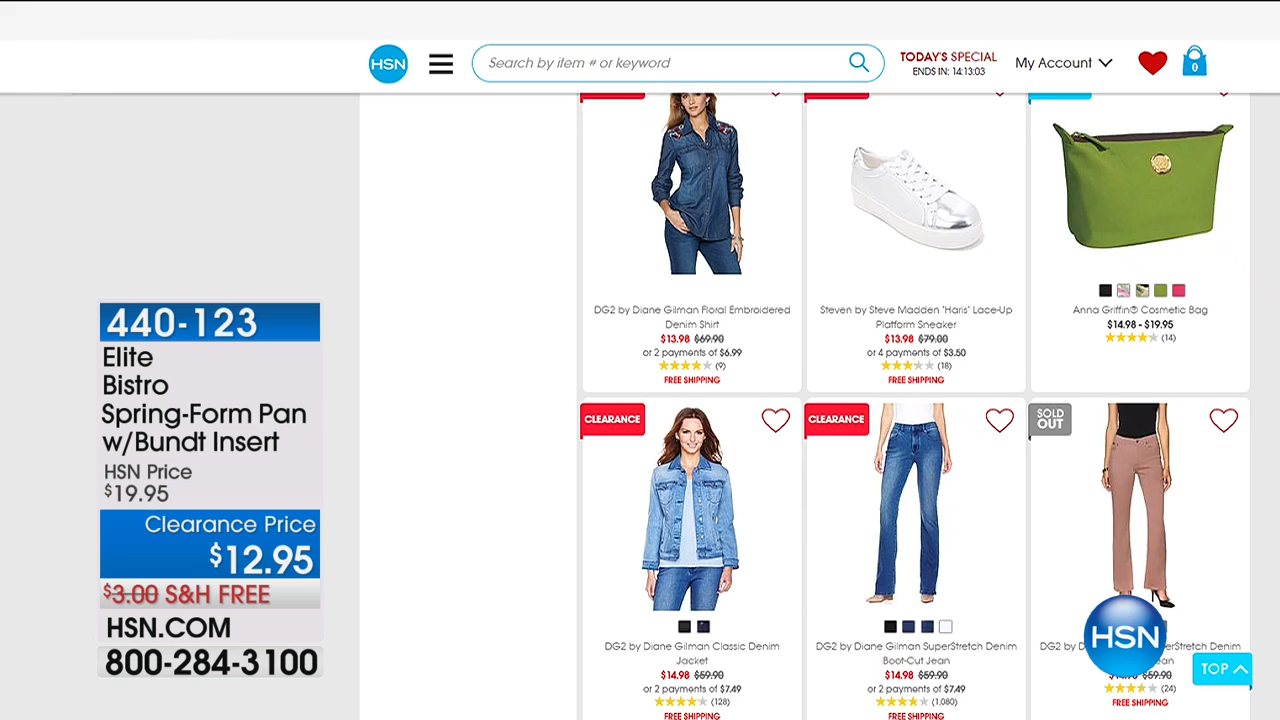 HSN
Search by item # or keyword
TODAY'S SPECIAL
ENDS IN: 14:13:03
My Account
0
DG2 by Diane Gilman Floral Embroidered
Denim Shirt
$13.98 $69.90
or 2 payments of $6.99
(9)
FREE SHIPPING
Steven by Steve Madden "Haris" Lace-Up
Platform Sneaker
$13.98 $79.00
or 4 payments of $3.50
(18)
FREE SHIPPING
Anna Griffin® Cosmetic Bag
$14.98 - $19.95
(14)
440-123
Elite
Bistro
Spring-Form Pan
w/Bundt Insert
HSN Price
$19.95
Clearance Price
$12.95
$3.00 S&H FREE
HSN.COM
800-284-3100
CLEARANCE
DG2 by Diane Gilman Classic Denim
Jacket
$14.98 $59.90
or 2 payments of $7.49
(128)
FREE SHIPPING
CLEARANCE
DG2 by Diane Gilman SuperStretch Denim
Boot-Cut Jean
$14.98 $59.90
or 2 payments of $7.49
(1,080)
FREE SHIPPING
SOLD
OUT
DG2 by Denim
$59.90
(24)
FREE SHIPPING
HSN
TOP